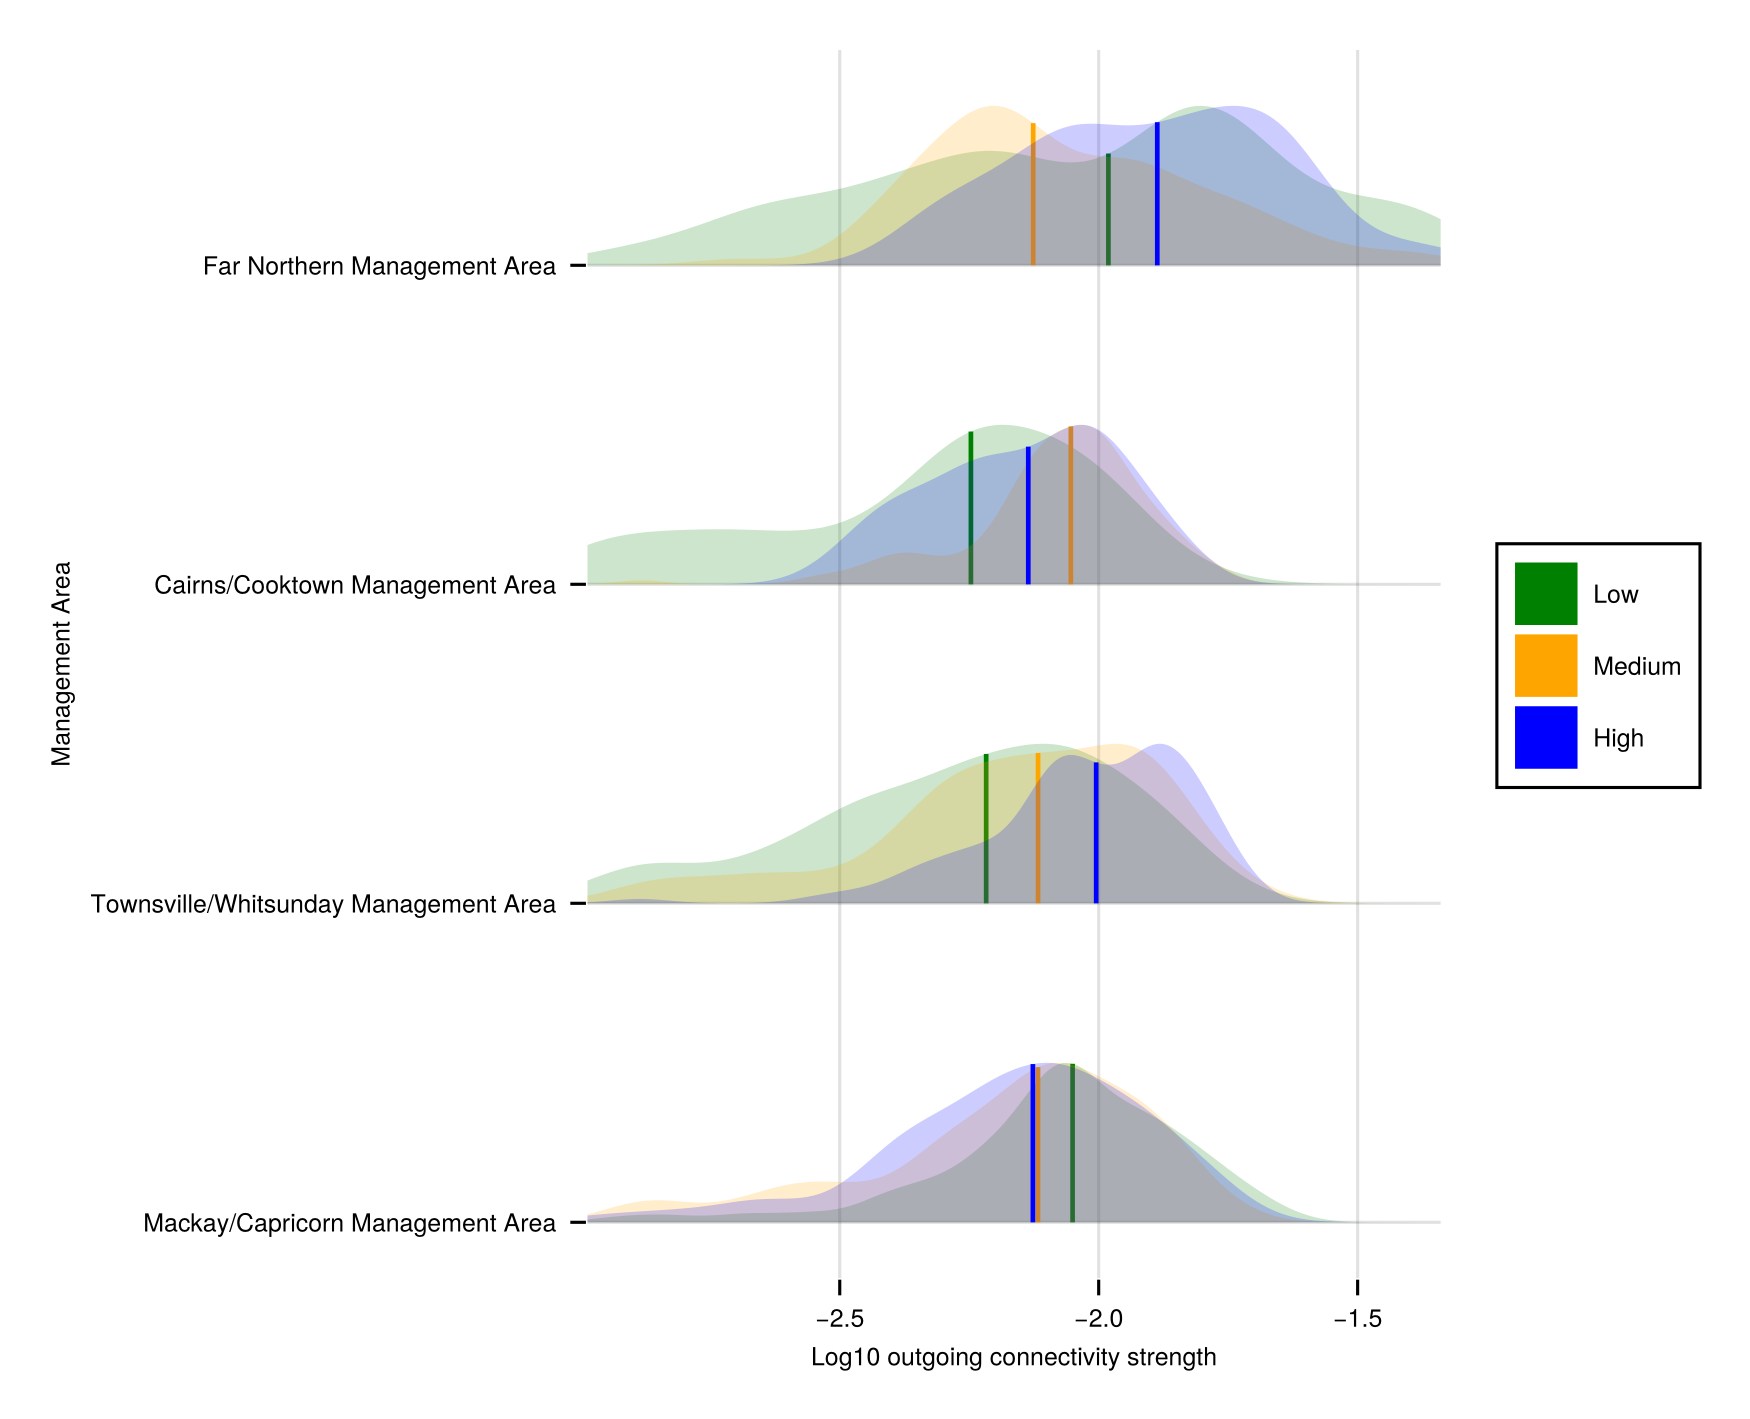 Far Northern Management Area
Cairns/Cooktown Management Area
Townsville/Whitsunday Management Area
Mackay/Capricorn Management Area
Management Area
−2.5
−2.0
−1.5
Log10 outgoing connectivity strength
Low
Medium
High